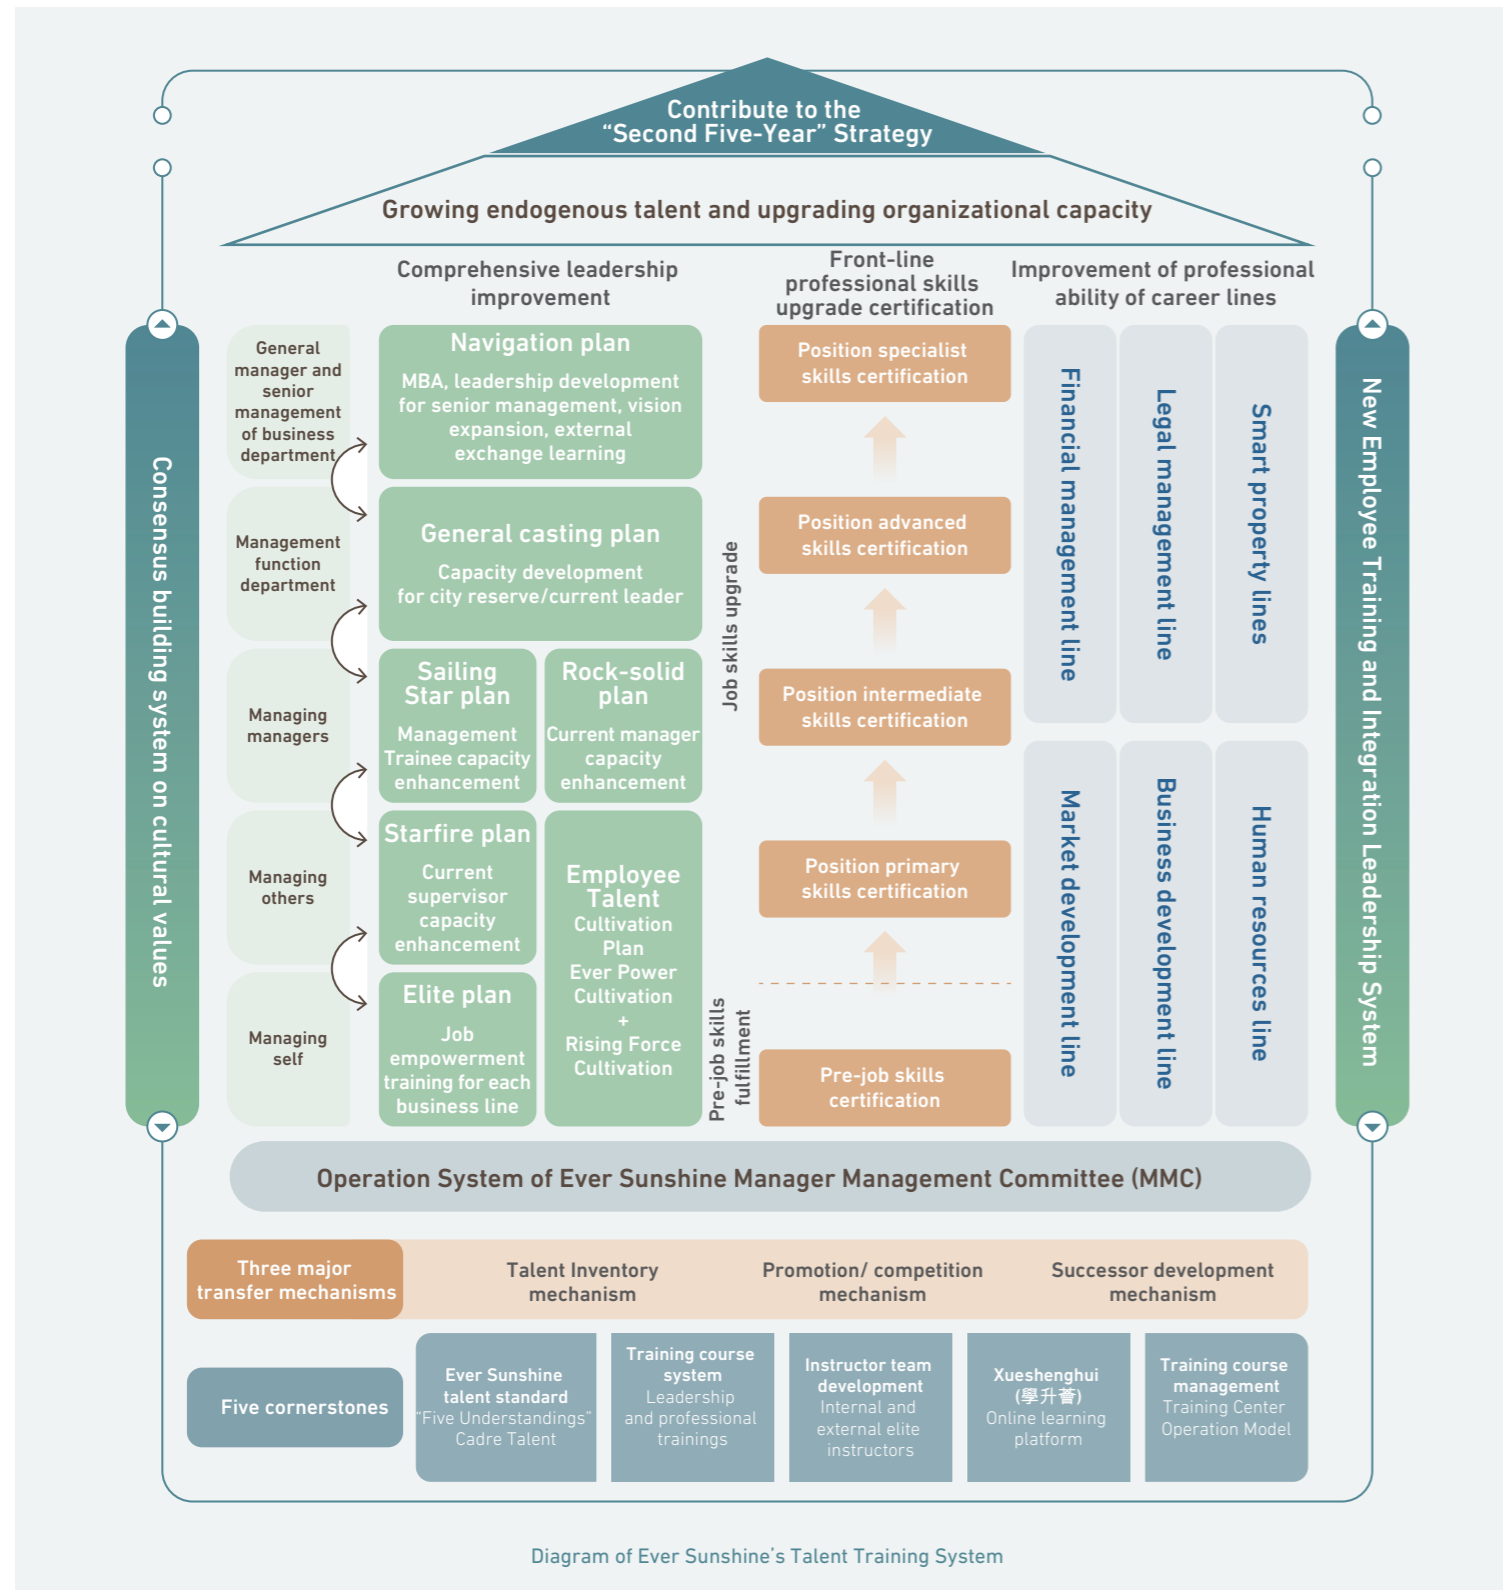 Contribute to the
“Second Five-Year” Strategy
Growing endogenous talent and upgrading organizational capacity
Comprehensive leadership
improvement
Front-line
professional skills
upgrade certification
Improvement of professional
ability of career lines
Consensus building system on cultural values
General
manager and
senior
management
of business
department
Management
function
department
Managing
managers
Managing
others
Managing
self
Navigation plan
MBA, leadership development
for senior management, vision
expansion, external
exchange learning
General casting plan
Capacity development
for city reserve/current leader
Sailing
Star plan
Management
Trainee capacity
enhancement
Rock-solid
plan
Current manager
capacity
enhancement
Starfire plan
Current
supervisor
capacity
enhancement
Employee
Talent
Cultivation
Plan
Ever Power
Cultivation
+
Rising Force
Cultivation
Elite plan
Job
empowerment
training for each
business line
Job skills upgrade
Pre-job skills
fulfillment
Position specialist
skills certification
Position advanced
skills certification
Position intermediate
skills certification
Position primary
skills certification
Pre-job skills
certification
Financial management line
Legal management line
Smart property lines
Market development line
Business development line
Human resources line
New Employee Training and Integration Leadership System
Operation System of Ever Sunshine Manager Management Committee (MMC)
Three major
transfer mechanisms
Talent Inventory
mechanism
Promotion/ competition
mechanism
Successor development
mechanism
Five cornerstones
Ever Sunshine
talent standard
“Five Understandings”
Cadre Talent
Training course
system
Leadership
and professional
trainings
Instructor team
development
Internal and
external elite
instructors
Xueshenghui
(學升薈)
Online learning
platform
Training course
management
Training Center
Operation Model
Diagram of Ever Sunshine’s Talent Training System